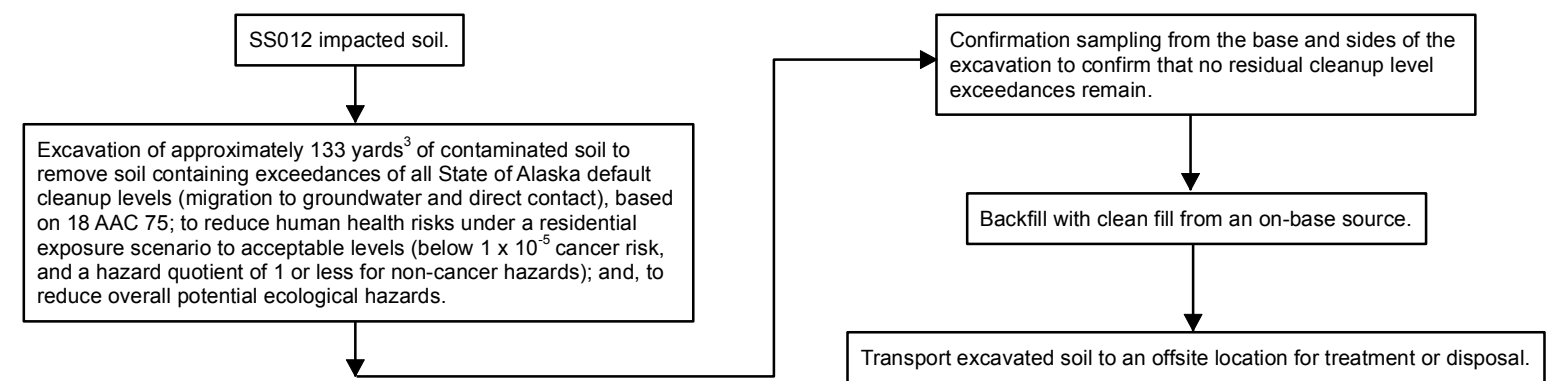 SS012 impacted soil.
Excavation of approximately 133 yards³ of contaminated soil to
remove soil containing exceedances of all State of Alaska default
cleanup levels (migration to groundwater and direct contact), based
on 18 AAC 75; to reduce human health risks under a residential
exposure scenario to acceptable levels (below 1 x 10⁻⁵ cancer risk,
and a hazard quotient of 1 or less for non-cancer hazards); and, to
reduce overall potential ecological hazards.
Confirmation sampling from the base and sides of the
excavation to confirm that no residual cleanup level
exceedances remain.
Backfill with clean fill from an on-base source.
Transport excavated soil to an offsite location for treatment or disposal.